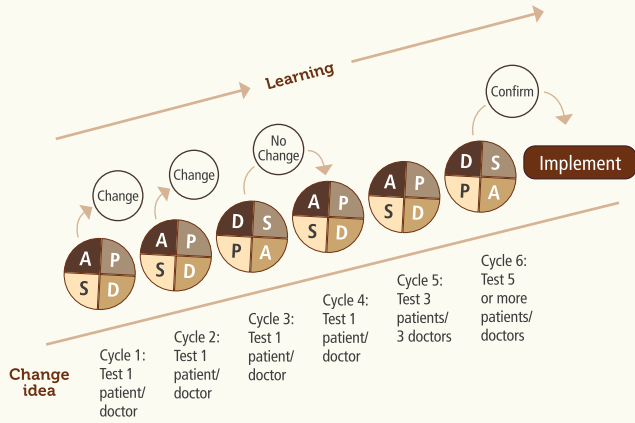 Learning
Change
Change
No
Change
Confirm
A P
S D
A P
S D
D S
P A
A P
S D
A P
S D
D S
P A
Implement
Change
idea
Cycle 1:
Test 1
patient/
doctor
Cycle 2:
Test 1
patient/
doctor
Cycle 3:
Test 1
patient/
doctor
Cycle 4:
Test 1
patient/
doctor
Cycle 5:
Test 3
patients/
3 doctors
Cycle 6:
Test 5
or more
patients/
doctors